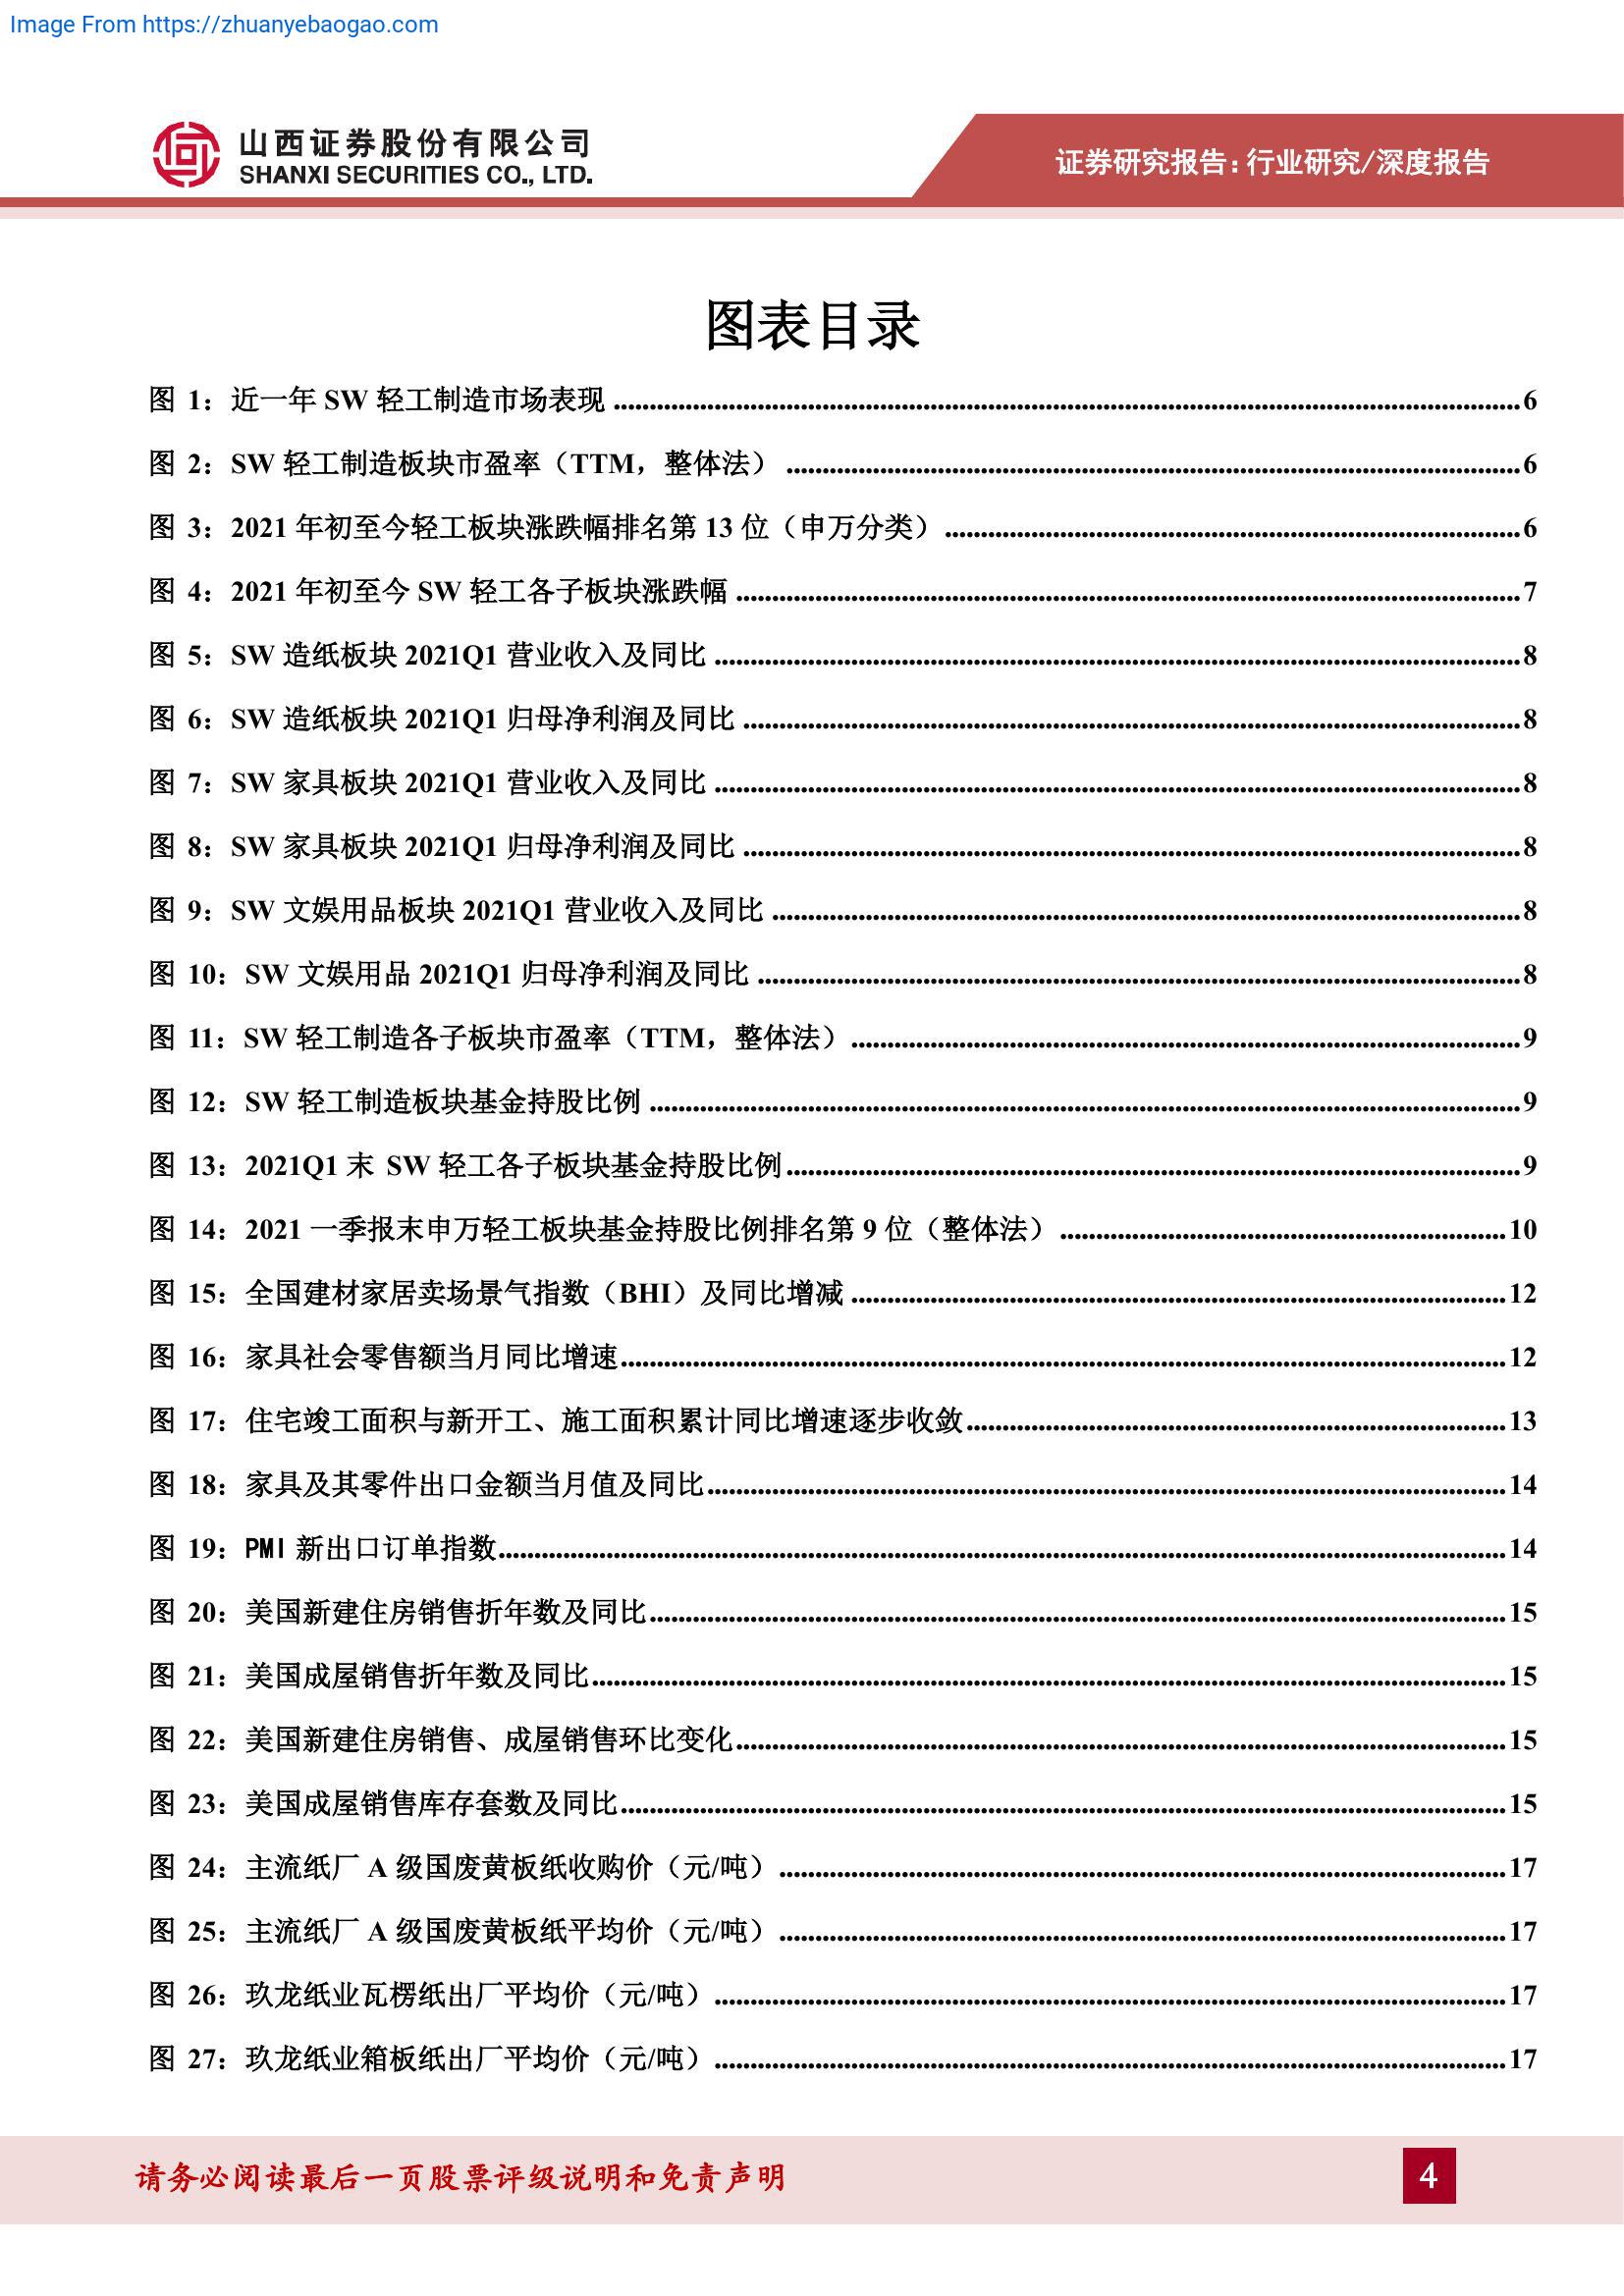 Image From https://zhuanyebaogao.com
山西证券股份有限公司
SHANXI SECURITIES CO., LTD.
证券研究报告:行业研究/深度报告
图表目录
图 1：近一年 SW 轻工制造市场表现 6
图 2：SW 轻工制造板块市盈率（TTM，整体法） 6
图 3：2021 年初至今轻工板块涨跌幅排名第 13 位（申万分类） 6
图 4：2021 年初至今 SW 轻工各子板块涨跌幅 7
图 5：SW 造纸板块 2021Q1 营业收入及同比 8
图 6：SW 造纸板块 2021Q1 归母净利润及同比 8
图 7：SW 家具板块 2021Q1 营业收入及同比 8
图 8：SW 家具板块 2021Q1 归母净利润及同比 8
图 9：SW 文娱用品板块 2021Q1 营业收入及同比 8
图 10：SW 文娱用品 2021Q1 归母净利润及同比 8
图 11：SW 轻工制造各子板块市盈率（TTM，整体法） 9
图 12：SW 轻工制造板块基金持股比例 9
图 13：2021Q1 末 SW 轻工各子板块基金持股比例 9
图 14：2021 一季报末申万轻工板块基金持股比例排名第 9 位（整体法） 10
图 15：全国建材家居卖场景气指数（BHI）及同比增减 12
图 16：家具社会零售额当月同比增速 12
图 17：住宅竣工面积与新开工、施工面积累计同比增速逐步收敛 13
图 18：家具及其零件出口金额当月值及同比 14
图 19：PMI 新出口订单指数 14
图 20：美国新建住房销售折年数及同比 15
图 21：美国成屋销售折年数及同比 15
图 22：美国新建住房销售、成屋销售环比变化 15
图 23：美国成屋销售库存套数及同比 15
图 24：主流纸厂 A 级国废黄板纸收购价（元/吨） 17
图 25：主流纸厂 A 级国废黄板纸平均价（元/吨） 17
图 26：玖龙纸业瓦楞纸出厂平均价（元/吨） 17
图 27：玖龙纸业箱板纸出厂平均价（元/吨） 17
请务必阅读最后一页股票评级说明和免责声明
4